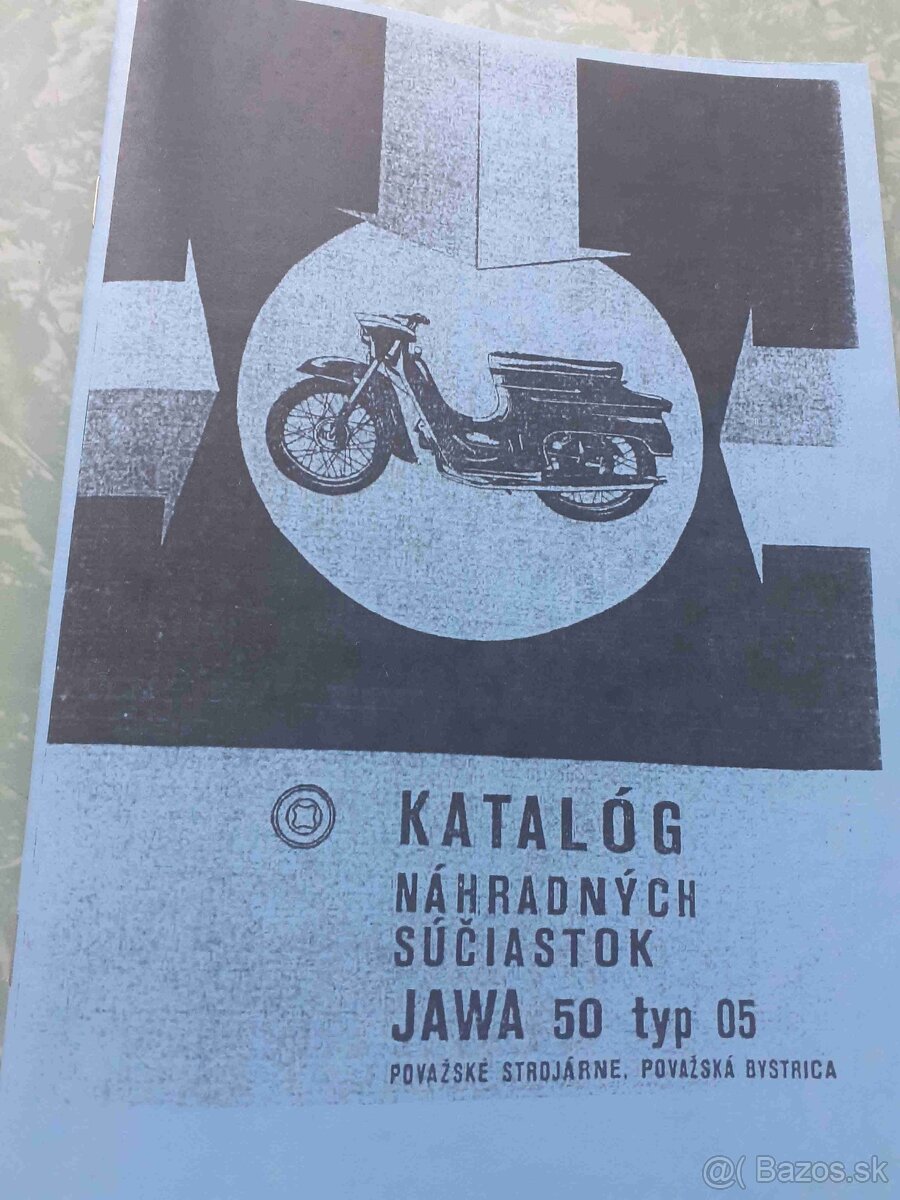 KATALÓG
NÁHRADNÝCH
SÚČIASTOK
JAWA 50 typ 05
POVAŽSKÉ STROJÁRNE, POVAŽSKÁ BYSTRICA
@( Bazos.sk